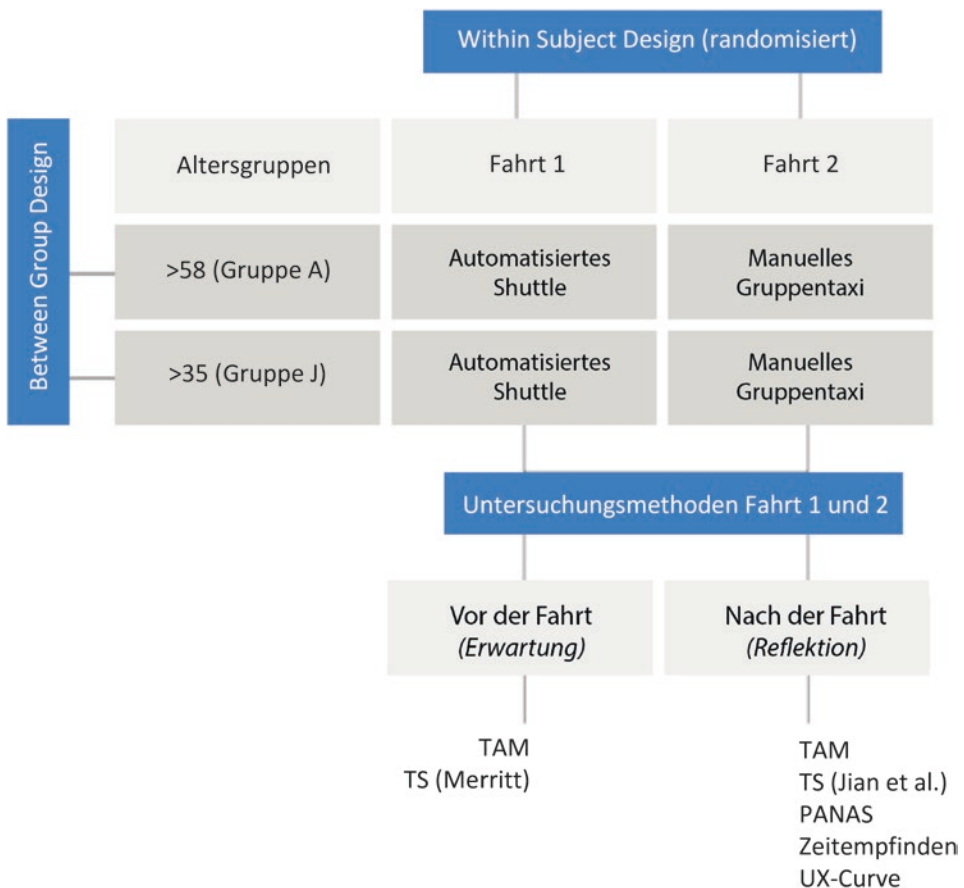 Within Subject Design (randomisiert)
Between Group Design
Altersgruppen
Fahrt 1
Fahrt 2
>58 (Gruppe A)
Automatisiertes
Shuttle
Manuelles
Gruppentaxi
>35 (Gruppe J)
Automatisiertes
Shuttle
Manuelles
Gruppentaxi
Untersuchungsmethoden Fahrt 1 und 2
Vor der Fahrt
(Erwartung)
Nach der Fahrt
(Reflektion)
TAM
TS (Merritt)
TAM
TS (Jian et al.)
PANAS
Zeitempfinden
UX-Curve